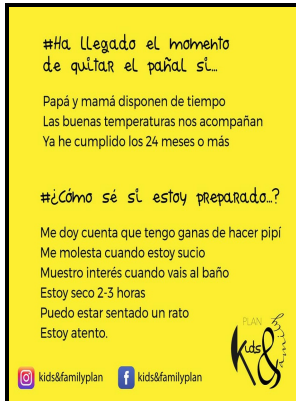 #Ha llegado el momento
de quitar el pañal si...
Papá y mamá disponen de tiempo
Las buenas temperaturas nos acompañan
Ya he cumplido los 24 meses o más
#¿Cómo sé si estoy preparado...?
Me doy cuenta que tengo ganas de hacer pipí
Me molesta cuando estoy sucio
Muestro interés cuando vais al baño
Estoy seco 2-3 horas
Puedo estar sentado un rato
Estoy atento.
PLAN
Kids&
family
kids&familyplan
kids&familyplan